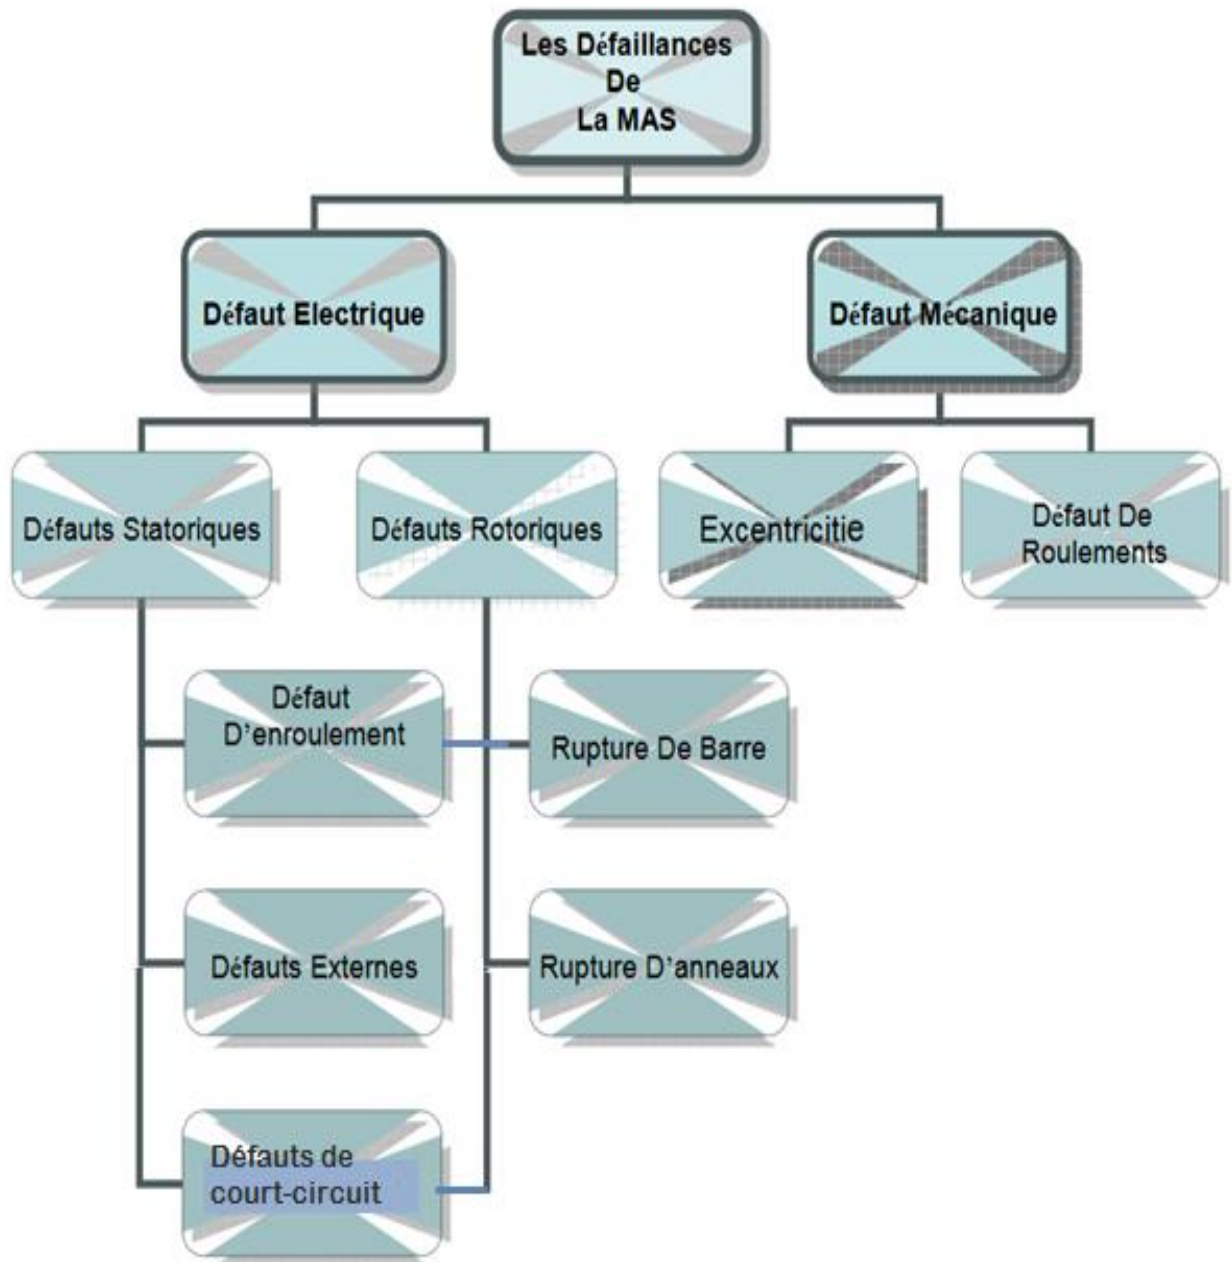 Les Défaillances
De
La MAS
Défaut Electrique
Défaut Mécanique
Défauts Statoriques
Défauts Rotoriques
Excentricitie
Défaut De
Roulements
Défaut
D'enroulement
Rupture De Barre
Défauts Externes
Rupture D'anneaux
Défauts de
court-circuit